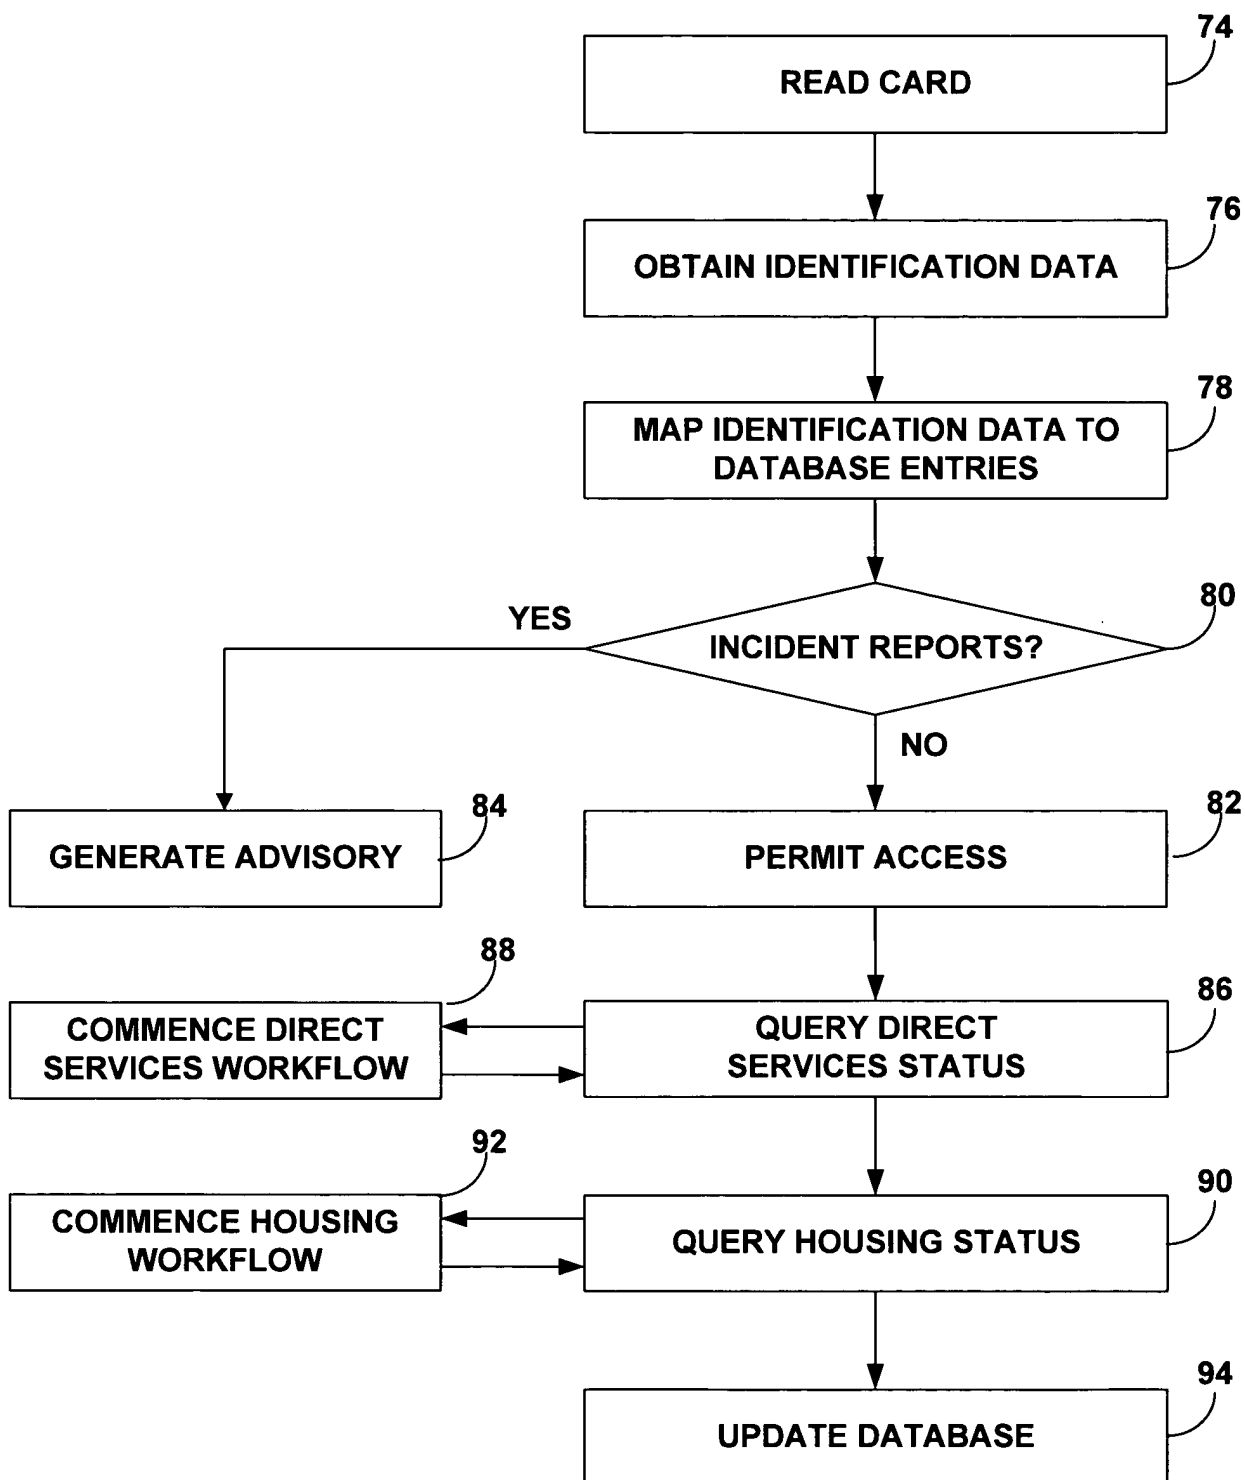 74
READ CARD
76
OBTAIN IDENTIFICATION DATA
78
MAP IDENTIFICATION DATA TO
DATABASE ENTRIES
80
YES
INCIDENT REPORTS?
NO
84
82
GENERATE ADVISORY
PERMIT ACCESS
88
86
COMMENCE DIRECT
SERVICES WORKFLOW
QUERY DIRECT
SERVICES STATUS
92
90
COMMENCE HOUSING
WORKFLOW
QUERY HOUSING STATUS
94
UPDATE DATABASE